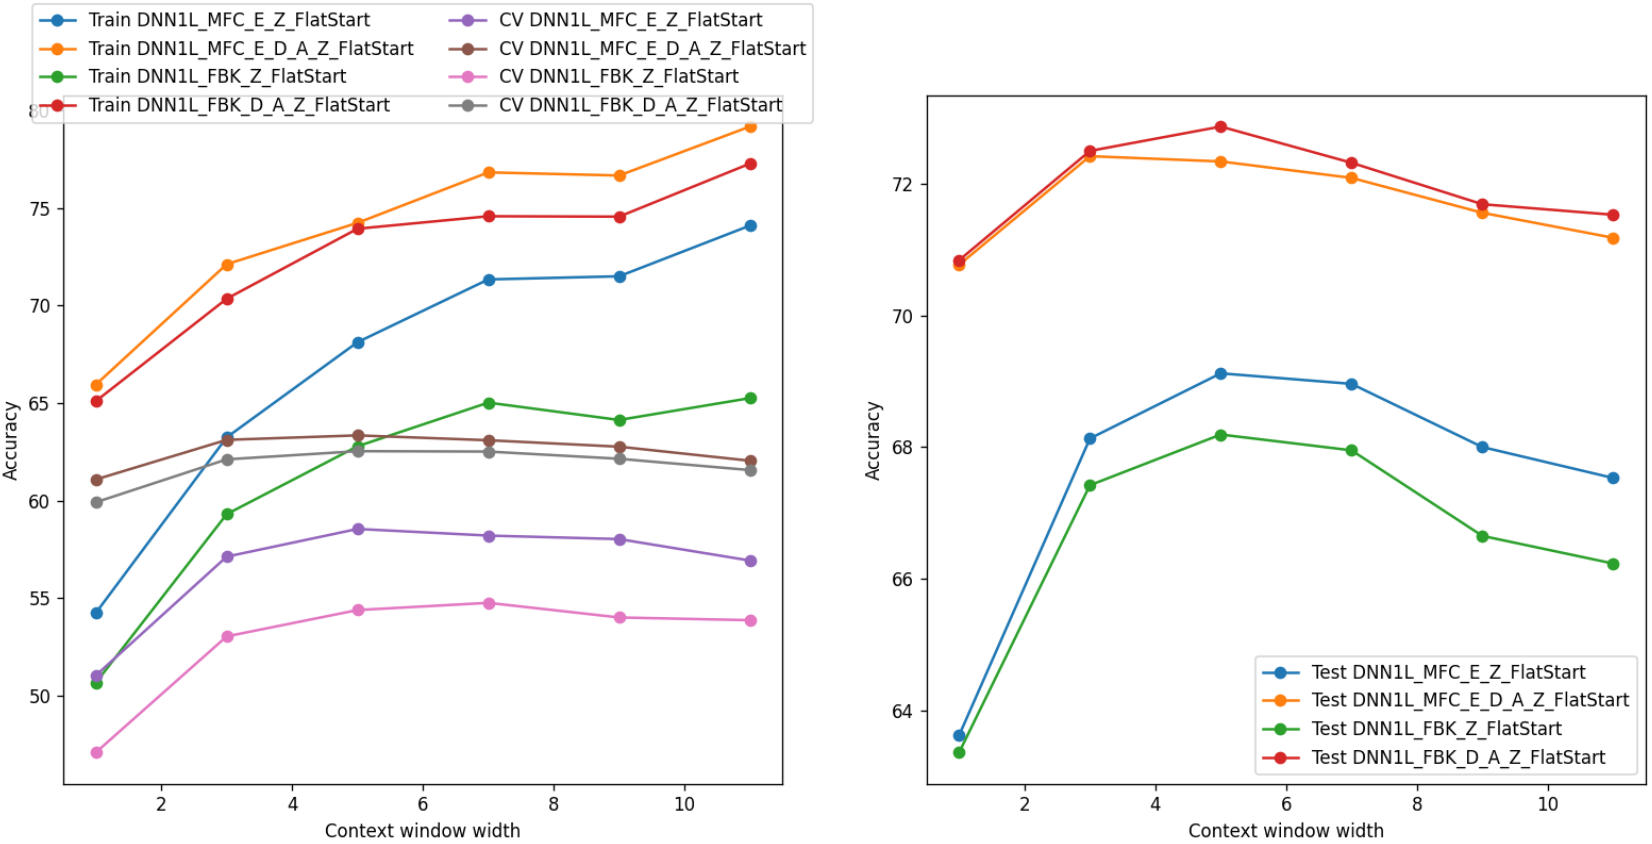 Train DNN1L_MFC_E_Z_FlatStart
Train DNN1L_MFC_E_D_A_Z_FlatStart
Train DNN1L_FBK_Z_FlatStart
Train DNN1L_FBK_D_A_Z_FlatStart
CV DNN1L_MFC_E_Z_FlatStart
CV DNN1L_MFC_E_D_A_Z_FlatStart
CV DNN1L_FBK_Z_FlatStart
CV DNN1L_FBK_D_A_Z_FlatStart
80
75
70
65
60
55
50
Accuracy
2 4 6 8 10
Context window width
72
70
68
66
64
Accuracy
Test DNN1L_MFC_E_Z_FlatStart
Test DNN1L_MFC_E_D_A_Z_FlatStart
Test DNN1L_FBK_Z_FlatStart
Test DNN1L_FBK_D_A_Z_FlatStart
2 4 6 8 10
Context window width